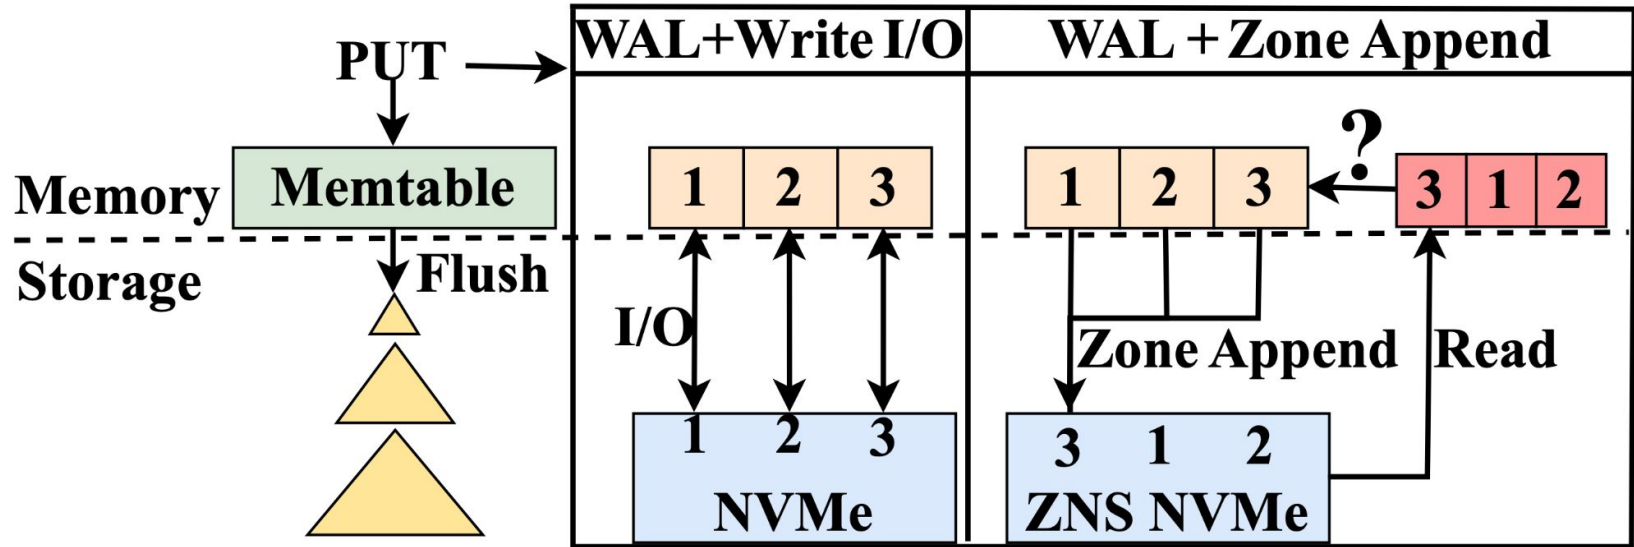 PUT
WAL+Write I/O
WAL + Zone Append
Memory
Memtable
1 2 3
1 2 3
?
3 1 2
Storage
Flush
I/O
Zone Append
Read
1 2 3
NVMe
3 1 2
ZNS NVMe